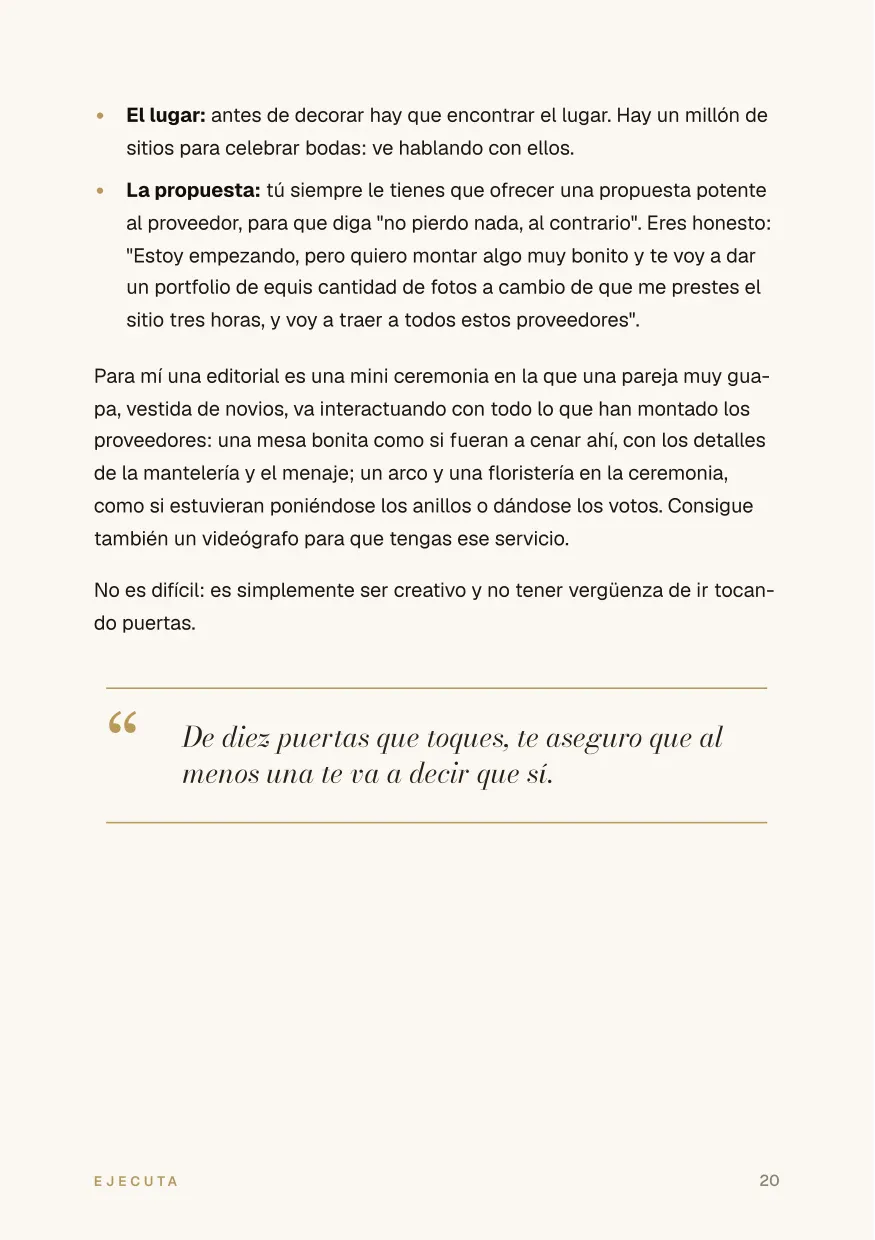 • El lugar: antes de decorar hay que encontrar el lugar. Hay un millón de
sitios para celebrar bodas: ve hablando con ellos.
• La propuesta: tú siempre le tienes que ofrecer una propuesta potente
al proveedor, para que diga "no pierdo nada, al contrario". Eres honesto:
"Estoy empezando, pero quiero montar algo muy bonito y te voy a dar
un portfolio de equis cantidad de fotos a cambio de que me prestes el
sitio tres horas, y voy a traer a todos estos proveedores".
Para mí una editorial es una mini ceremonia en la que una pareja muy gua-
pa, vestida de novios, va interactuando con todo lo que han montado los
proveedores: una mesa bonita como si fueran a cenar ahí, con los detalles
de la mantelería y el menaje; un arco y una floristería en la ceremonia,
como si estuvieran poniéndose los anillos o dándose los votos. Consigue
también un videógrafo para que tengas ese servicio.
No es difícil: es simplemente ser creativo y no tener vergüenza de ir tocan-
do puertas.
“ De diez puertas que toques, te aseguro que al
menos una te va a decir que sí.
EJECUTA 20